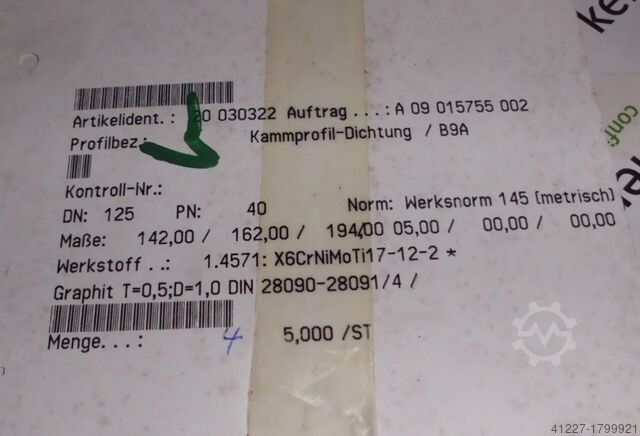 Artikelident.: 20 030322 Auftrag ...: A 09 015755 002
Profilbez.: Kammprofil-Dichtung / B9A
Kontroll-Nr.:
DN: 125 PN: 40 Norm: Werksnorm 145 (metrisch)
Maße: 142,00 / 162,00 / 194,00 05,00 / 00,00 / 00,00
Werkstoff ..: 1.4571: X6CrNiMoTi17-12-2 *
Graphit T=0,5;D=1,0 DIN 28090-28091/4 /
Menge...: 4 5,000 /ST
41227-1799921